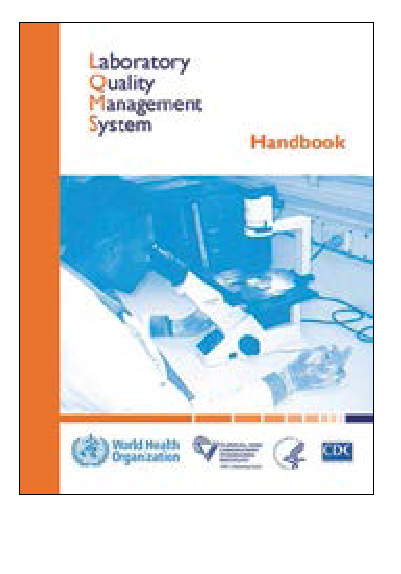 Laboratory
Quality
Management
System
Handbook
World Health
Organization
CDC